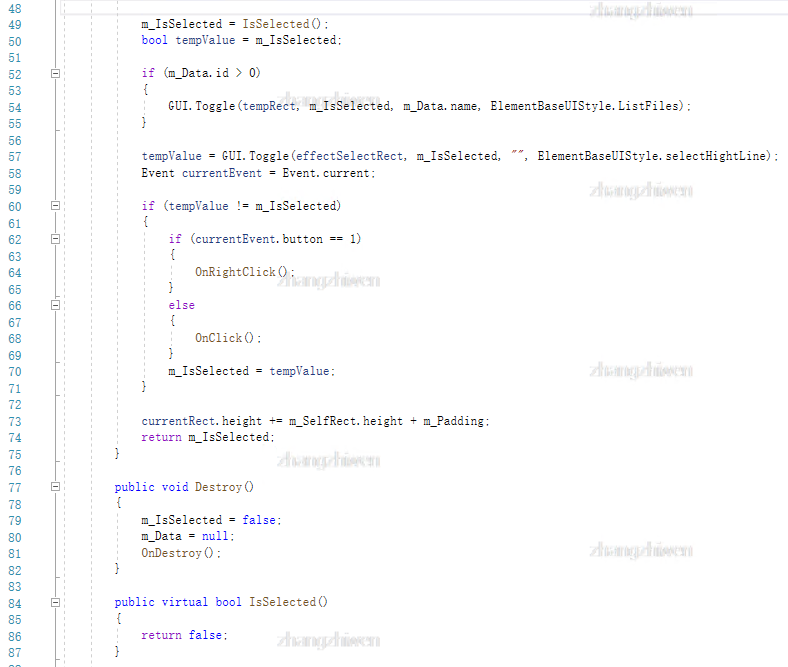 48
49 m_IsSelected = IsSelected();
50 bool tempValue = m_IsSelected;
51
52 if (m_Data.id > 0)
53 {
54 GUI.Toggle(tempRect, m_IsSelected, m_Data.name, ElementBaseUIStyle.ListFiles);
55 }
56
57 tempValue = GUI.Toggle(effectSelectRect, m_IsSelected, "", ElementBaseUIStyle.selectHightLine);
58 Event currentEvent = Event.current;
59
60 if (tempValue != m_IsSelected)
61 {
62 if (currentEvent.button == 1)
63 {
64 OnRightClick();
65 }
66 else
67 {
68 OnClick();
69 }
70 m_IsSelected = tempValue;
71 }
72
73 currentRect.height += m_SelfRect.height + m_Padding;
74 return m_IsSelected;
75 }
76
77 public void Destroy()
78 {
79 m_IsSelected = false;
80 m_Data = null;
81 OnDestroy();
82 }
83
84 public virtual bool IsSelected()
85 {
86 return false;
87 }